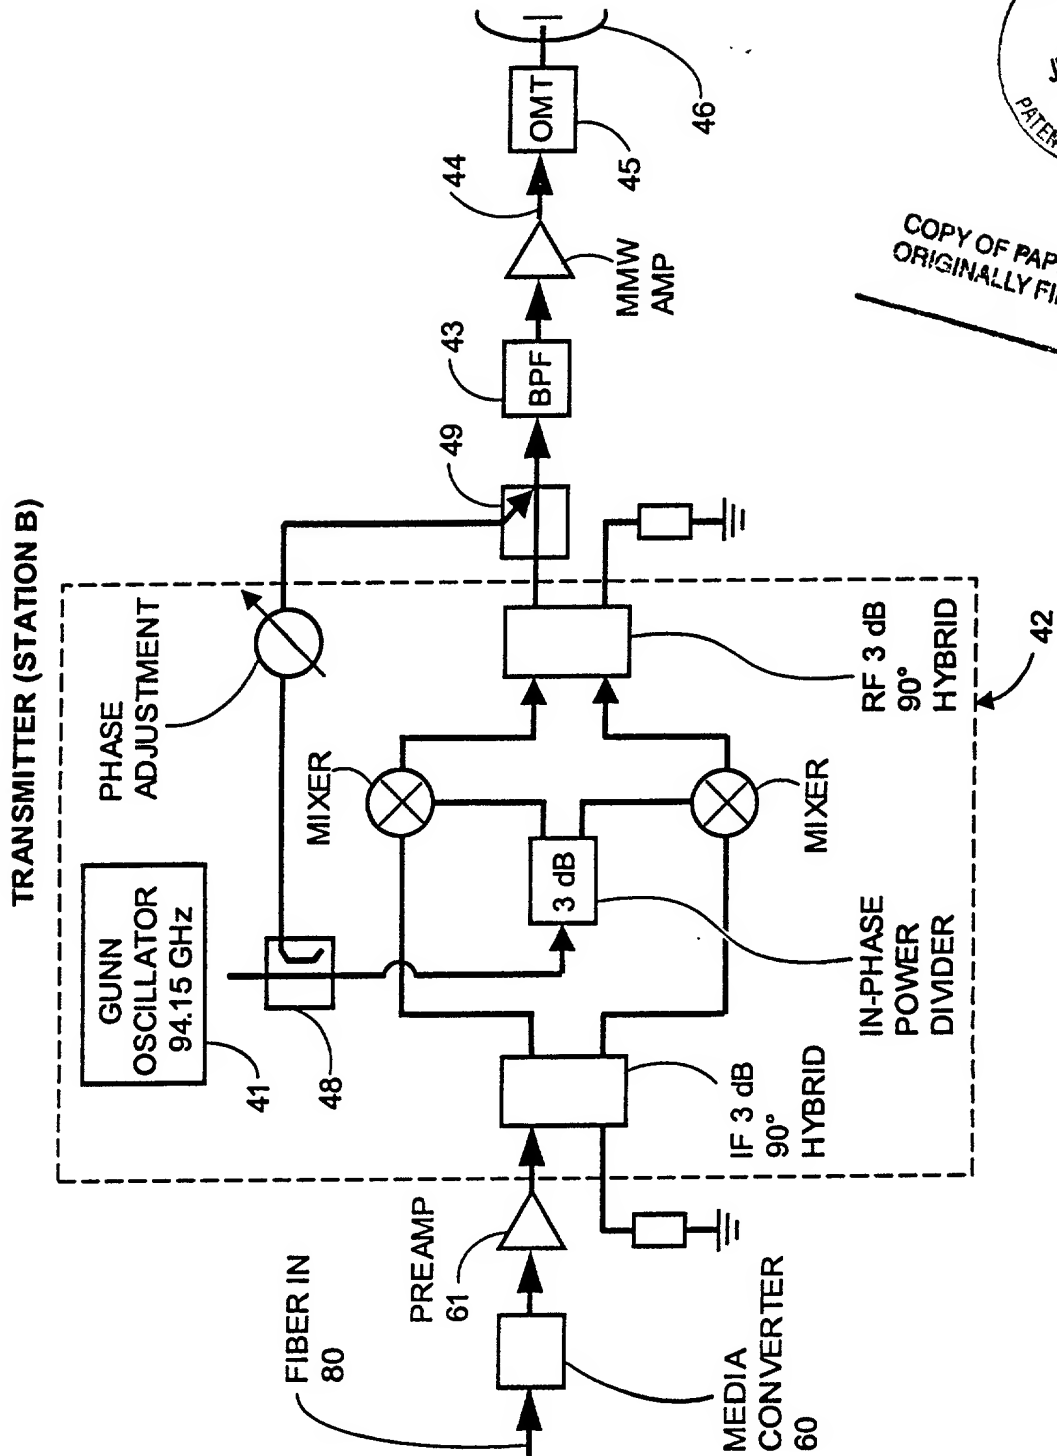 TRANSMITTER (STATION B)
GUNN
OSCILLATOR
94.15 GHz
41
48
PHASE
ADJUSTMENT
FIBER IN
80
MEDIA
CONVERTER
60
PREAMP
61
IF 3 dB
90°
HYBRID
MIXER
3 dB
IN-PHASE
POWER
DIVIDER
MIXER
RF 3 dB
90°
HYBRID
42
49
BPF
43
MMW
AMP
44
OMT
45
46
COPY OF
ORIGINALLY